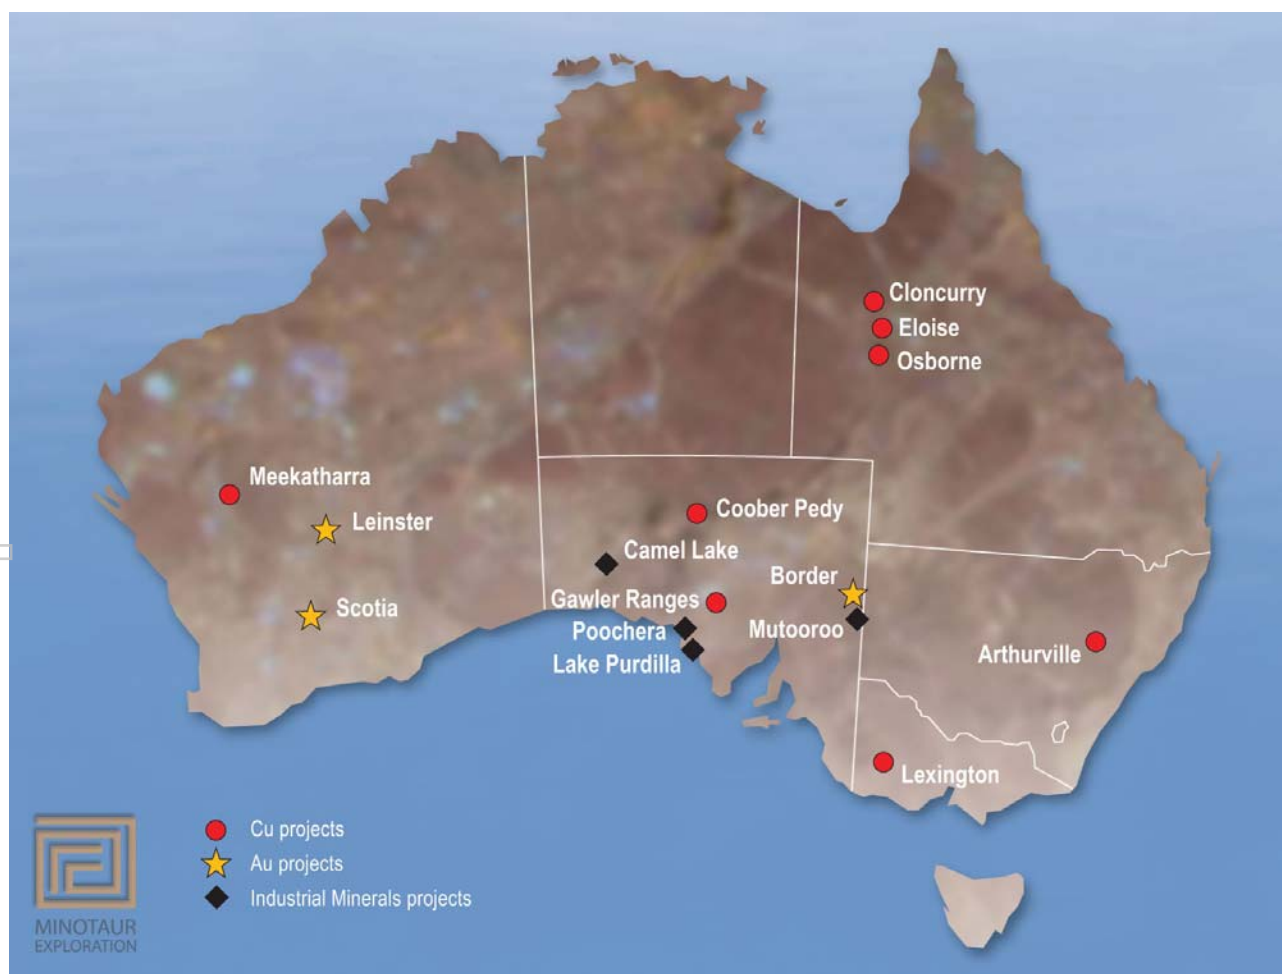 Cloncurry
Eloise
Osborne
Meekatharra
Leinster
Scotia
Coober Pedy
Camel Lake
Border
Gawler Ranges
Poochera
Mutooroo
Lake Purdilla
Arthurville
Lexington
Cu projects
Au projects
Industrial Minerals projects
MINOTAUR
EXPLORATION